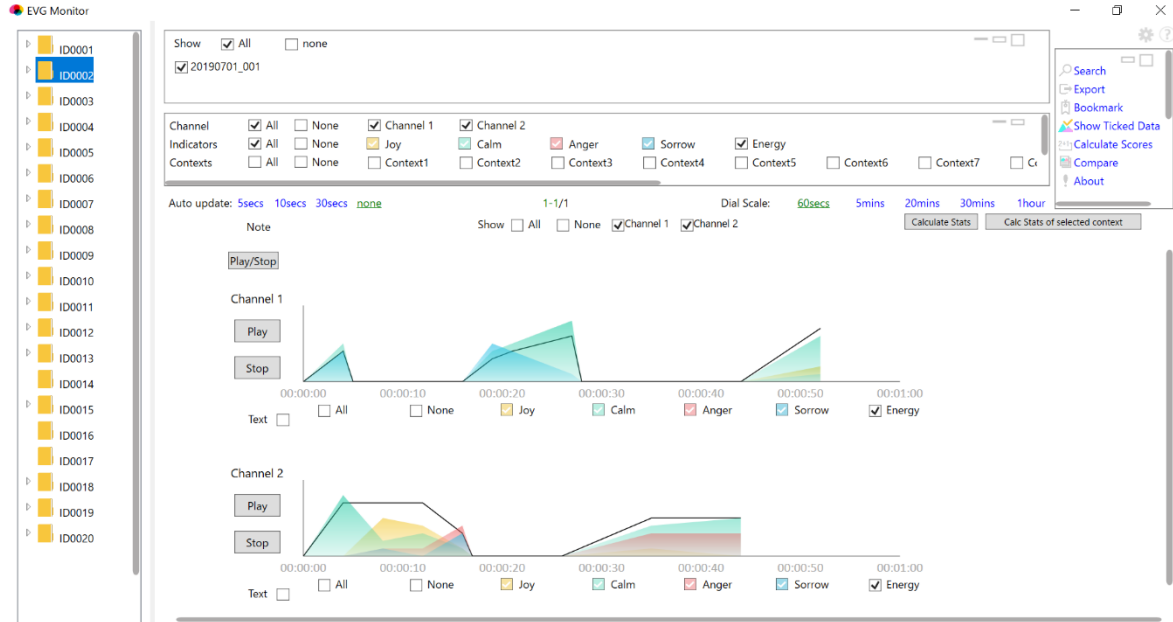 EVG Monitor
ID0001
ID0002
ID0003
ID0004
ID0005
ID0006
ID0007
ID0008
ID0009
ID0010
ID0011
ID0012
ID0013
ID0014
ID0015
ID0016
ID0017
ID0018
ID0019
ID0020
Show All none
20190701_001
Channel All None Channel 1 Channel 2
Indicators All None Joy Calm Anger Sorrow Energy
Contexts All None Context1 Context2 Context3 Context4 Context5 Context6 Context7
Search
Export
Bookmark
Show Ticked Data
Calculate Scores
Compare
About
Auto update: 5secs 10secs 30secs none 1-1/1 Dial Scale: 60secs 5mins 20mins 30mins 1hour
Note Show All None Channel 1 Channel 2 Calculate Stats Calc Stats of selected context
Play/Stop
Channel 1
Play
Stop
00:00:00 00:00:10 00:00:20 00:00:30 00:00:40 00:00:50 00:01:00
Text All None Joy Calm Anger Sorrow Energy
Channel 2
Play
Stop
00:00:00 00:00:10 00:00:20 00:00:30 00:00:40 00:00:50 00:01:00
Text All None Joy Calm Anger Sorrow Energy